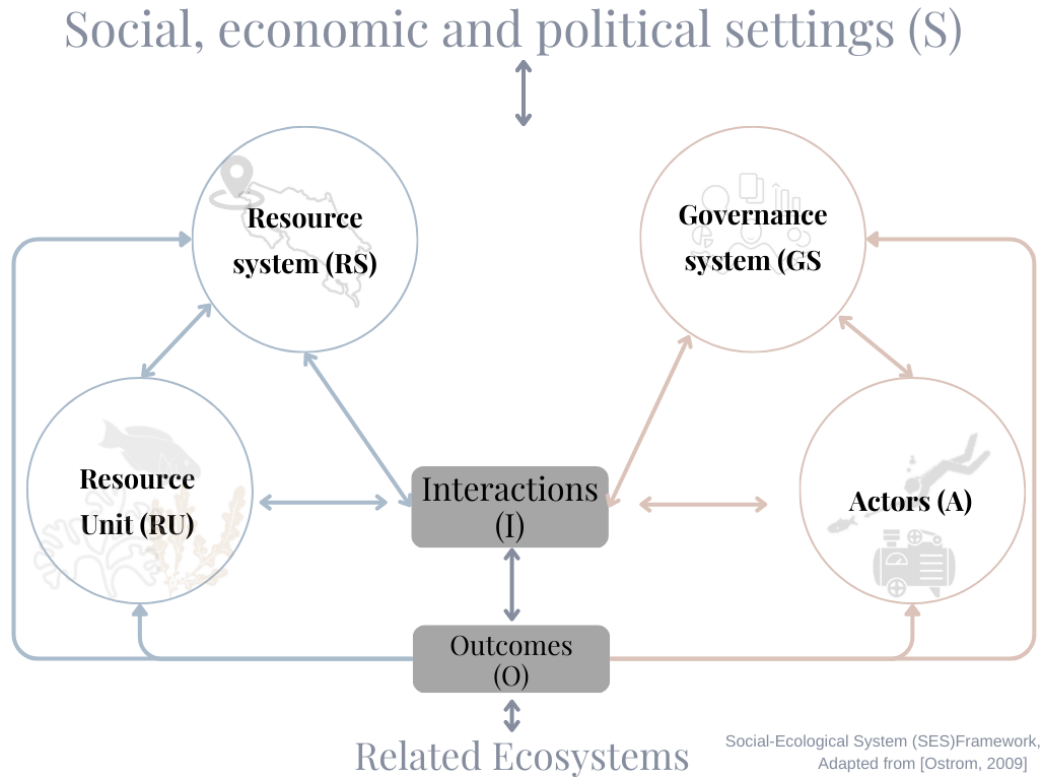 Social, economic and political settings (S)
Resource
system (RS)
Governance
system (GS
Resource
Unit (RU)
Interactions
(I)
Actors (A)
Outcomes
(O)
Related Ecosystems
Social-Ecological System (SES)Framework,
Adapted from [Ostrom, 2009]